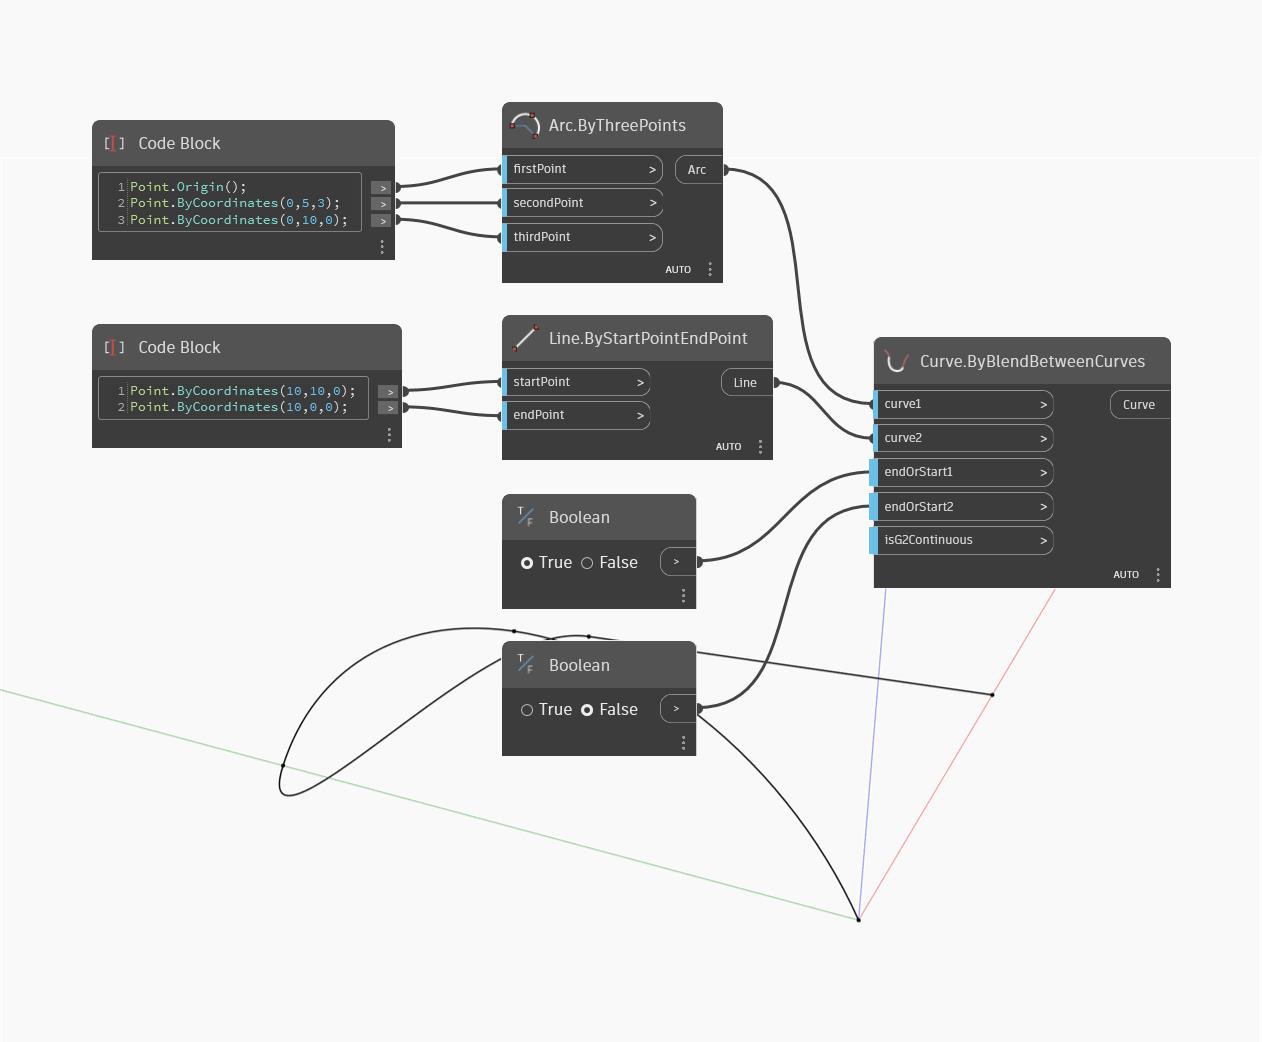 Code Block
1 Point.Origin(); >
2 Point.ByCoordinates(0,5,3); >
3 Point.ByCoordinates(0,10,0); >
Arc.ByThreePoints
firstPoint > Arc
secondPoint >
thirdPoint >
AUTO
Code Block
1 Point.ByCoordinates(10,10,0); >
2 Point.ByCoordinates(10,0,0); >
Line.ByStartPointEndPoint
startPoint > Line
endPoint >
AUTO
Curve.ByBlendBetweenCurves
curve1 > Curve
curve2 >
endOrStart1 >
endOrStart2 >
isG2Continuous >
AUTO
T/F Boolean
True False >
T/F Boolean
True False >